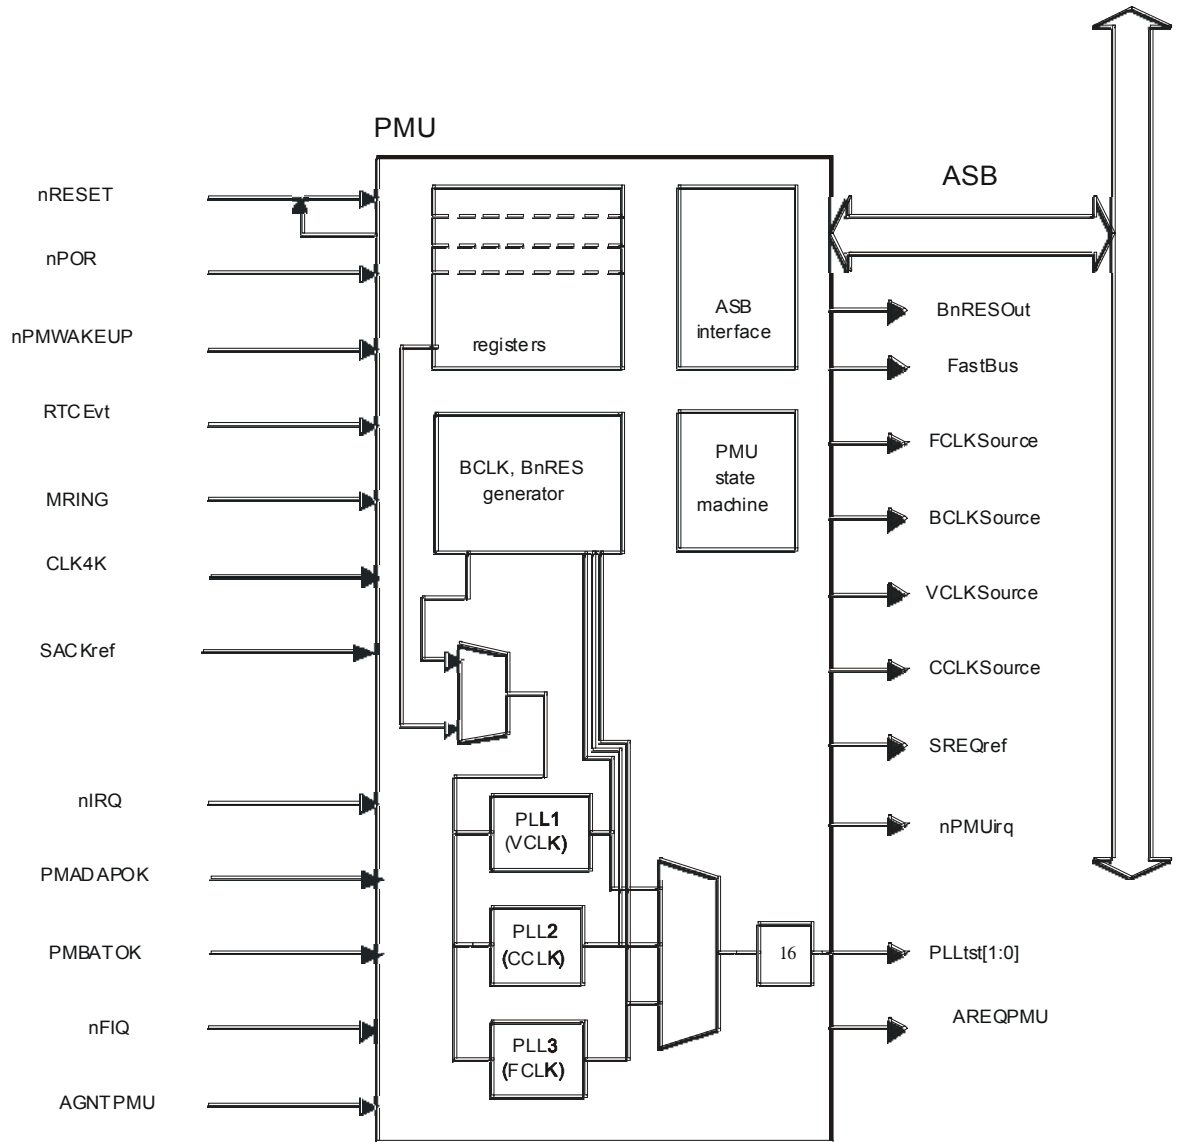 PMU
ASB
nRESET
nPOR
nPMWAKEUP
RTCEvt
MRING
CLK4K
SACKref
nIRQ
PMADAPOK
PMBATOK
nFIQ
AGNTPMU
registers
ASB
interface
BCLK, BnRES
generator
PMU
state
machine
PLL1
(VCLK)
PLL2
(CCLK)
PLL3
(FCLK)
16
BnRESOut
FastBus
FCLKSource
BCLKSource
VCLKSource
CCLKSource
SREQref
nPMUirq
PLLtst[1:0]
AREQPMU